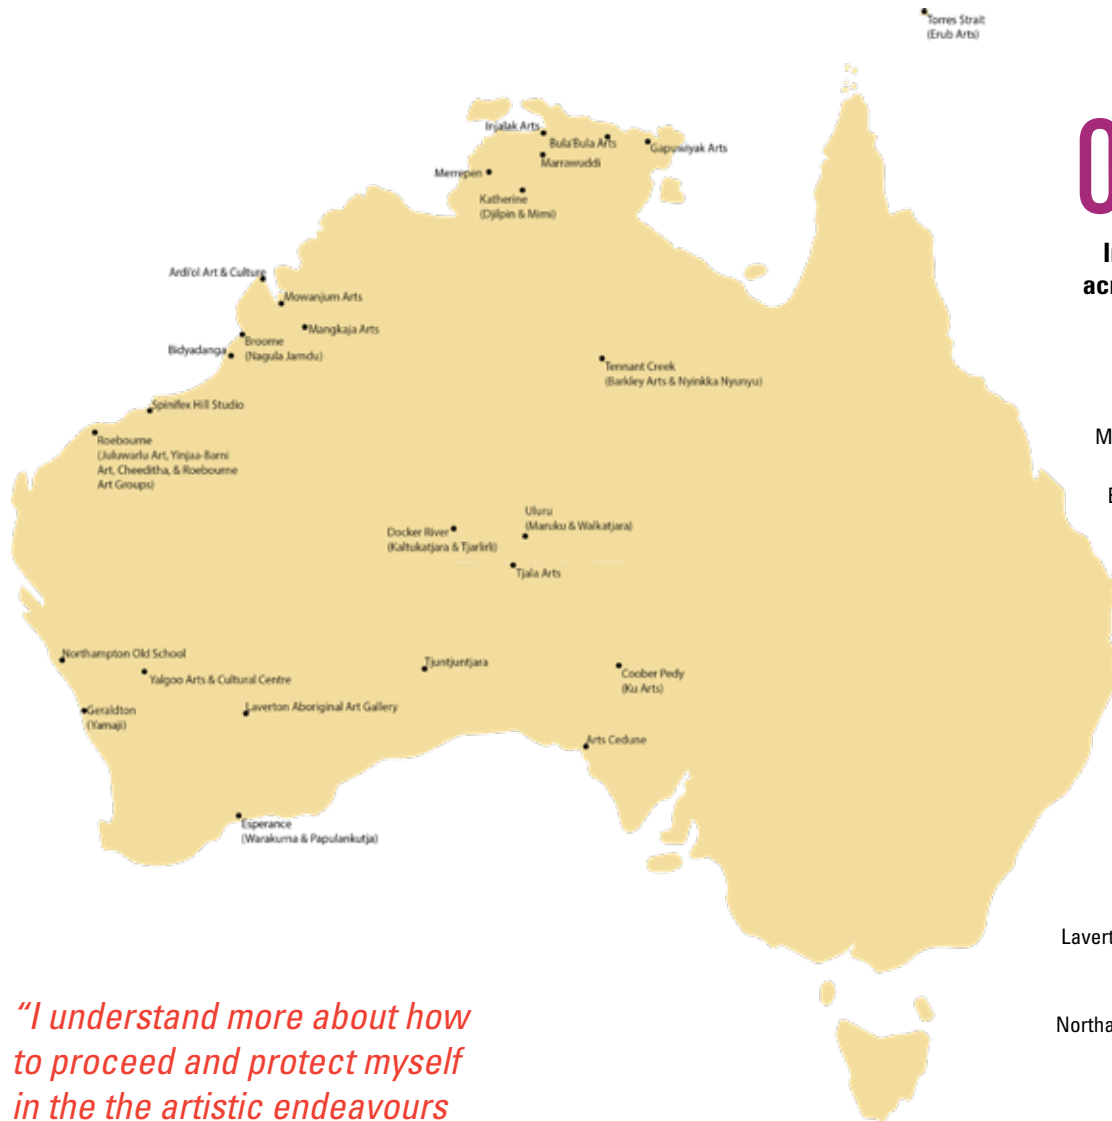 Torres Strait
(Erub Arts)
Injalak Arts
Bula'Bula Arts
Gapuwiyak Arts
Marrawuddi
Merrepen
Katherine
(Djilpin & Mimi)
Ardi'ol Art & Culture
Mowanjum Arts
Mangkaja Arts
Broome
(Nagula Jarndu)
Bidyadanga
Tennant Creek
(Barkley Arts & Nyinkka Nyunyu)
Spinifex Hill Studio
Roebourne
(Juluwarlu Art, Yinjaa-Barni
Art, Cheeditha, & Roebourne
Art Groups)
Uluru
(Maruku & Walkatjara)
Docker River
(Kaltukatjara & Tjarlirli)
Tjala Arts
Northampton Old School
Yalgoo Arts & Cultural Centre
Tjuntjuntjara
Coober Pedy
(Ku Arts)
Geraldton
(Yamaji)
Laverton Aboriginal Art Gallery
Arts Cedune
Esperance
(Warakurna & Papulankutja)
“I understand more about how
to proceed and protect myself
in the the artistic endeavours
acr
M
Lavert
Northa